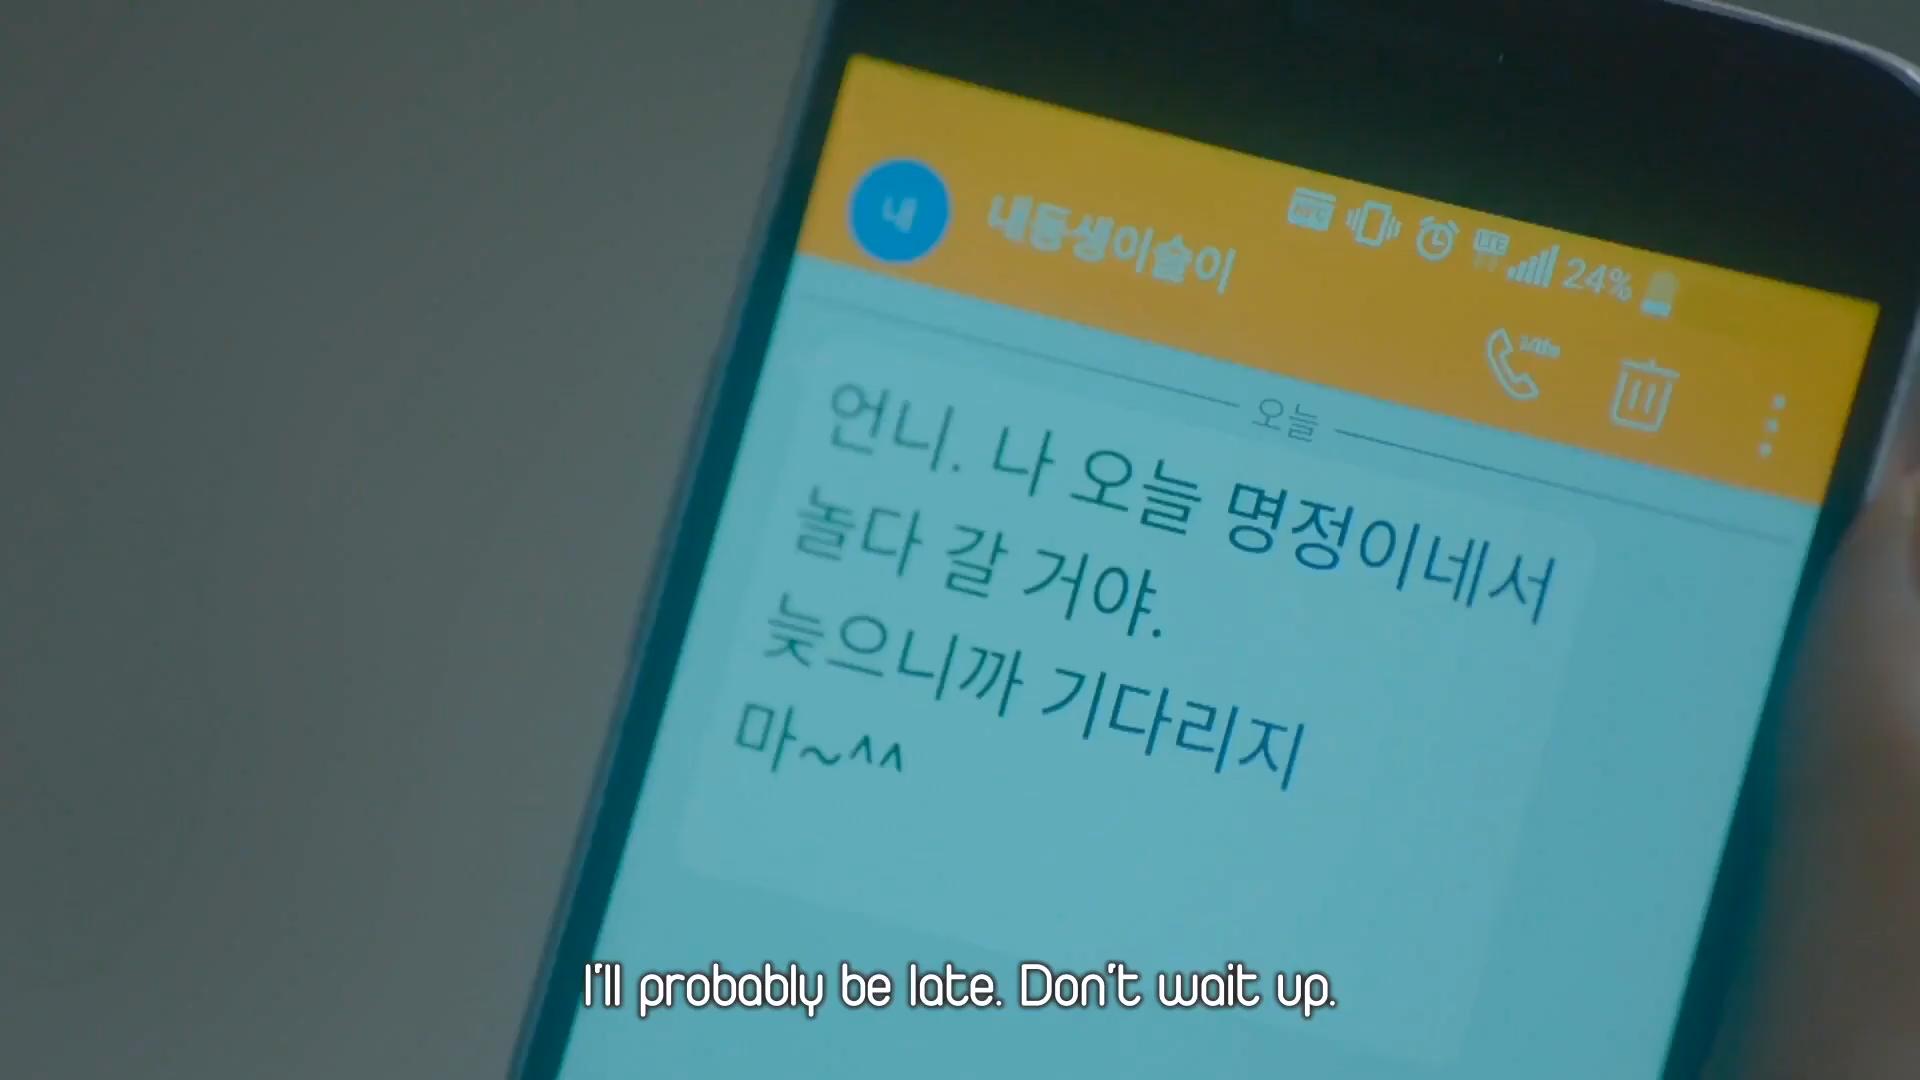 LTE 24%
내 내동생이슬이
오늘
언니. 나 오늘 명정이네서
놀다 갈 거야.
늦으니까 기다리지
마~^^
I'll probably be late. Don't wait up.